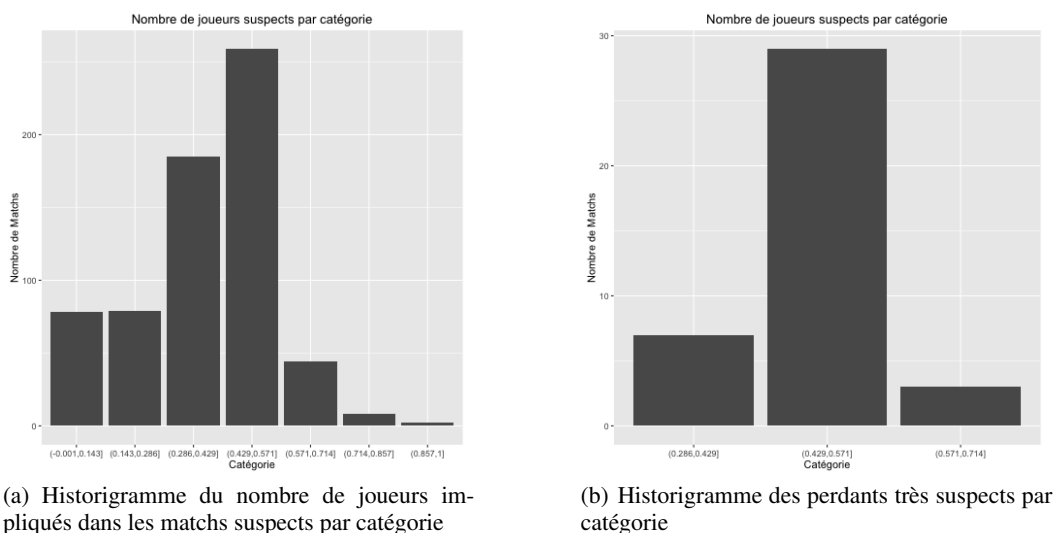 Nombre de joueurs suspects par catégorie
Nombre de Matchs
200
100
0
(-0.001,0.143]
(0.143,0.286]
(0.286,0.429]
(0.429,0.571]
(0.571,0.714]
(0.714,0.857]
(0.857,1]
Catégorie
(a) Historigramme du nombre de joueurs im-
pliqués dans les matchs suspects par catégorie
Nombre de joueurs suspects par catégorie
Nombre de Matchs
30
20
10
0
(0.286,0.429]
(0.429,0.571]
(0.571,0.714]
Catégorie
(b) Historigramme des perdants très suspects par
catégorie